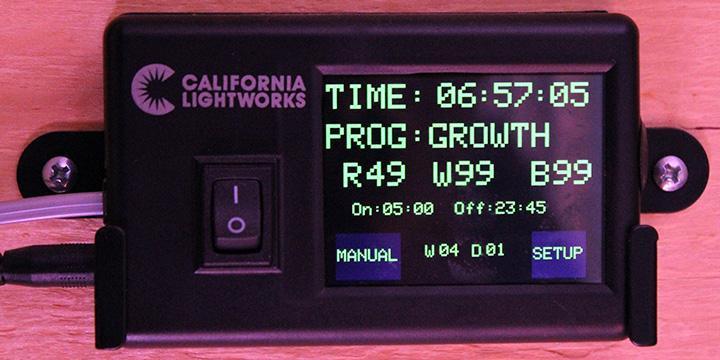 CALIFORNIA
LIGHTWORKS
TIME: 06:57:05
PROG:GROWTH
R49 W99 B99
On:05:00 Off:23:45
MANUAL W04 D01 SETUP
I
O